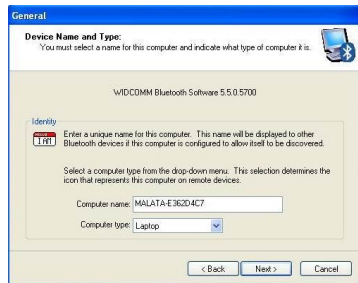 General
Device Name and Type:
You must select a name for this computer and indicate what type of computer it is.
WIDCOMM Bluetooth Software 5.5.0.5700
Identity
HELLO
I AM
Enter a unique name for this computer. This name will be displayed to other
Bluetooth devices if this computer is configured to allow itself to be discovered.
Select a computer type from the drop-down menu. This selection determines the
icon that represents this computer on remote devices.
Computer name: MALATA-E362D4C7
Computer type: Laptop
< Back Next > Cancel